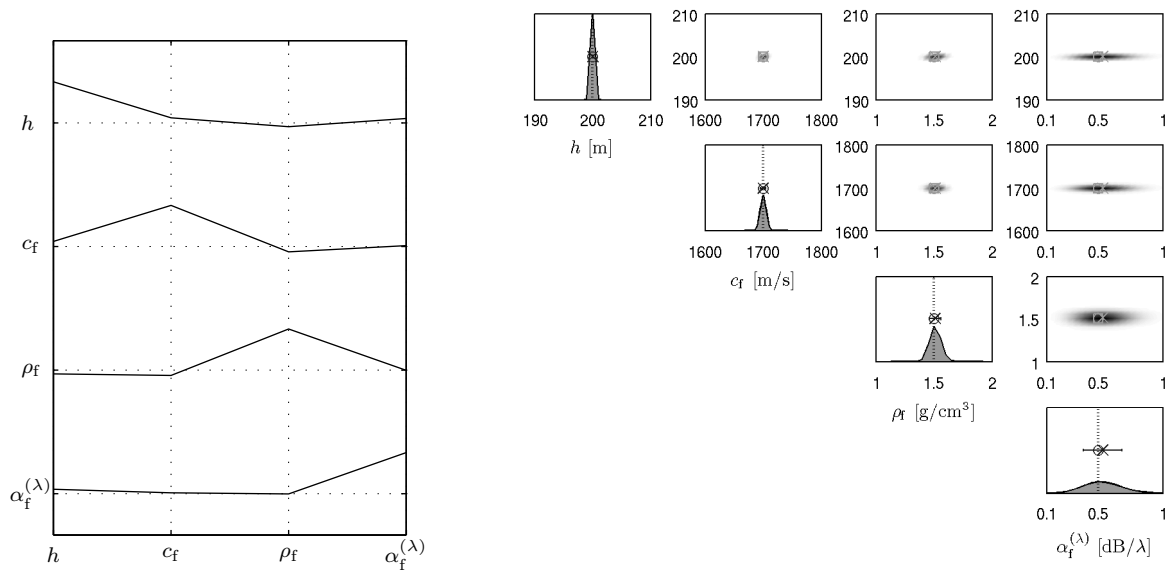 h
c_f
ρ_f
α_f^(λ)
h c_f ρ_f α_f^(λ)
210 210 210
200 200 200
190 190 190
190 200 210 1600 1700 1800 1 1.5 2 0.1 0.5 1
h [m]
1800 1800
1700 1700
1600 1600
1600 1700 1800 1 1.5 2 0.1 0.5 1
c_f [m/s]
2
1.5
1
1 1.5 2 0.1 0.5 1
ρ_f [g/cm³]
0.1 0.5 1
α_f^(λ) [dB/λ]